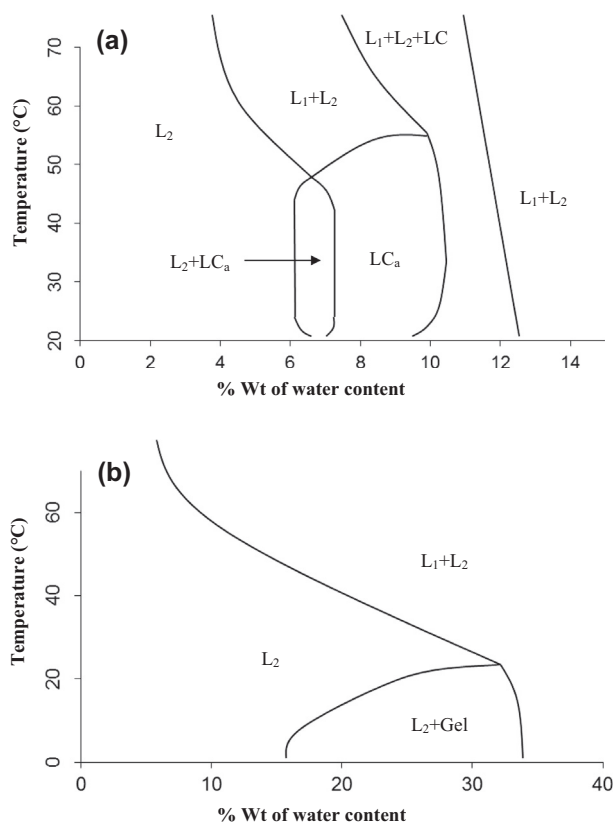 (a)
Temperature (°C)
70
60
50
40
30
20
L₁+L₂+LC
L₁+L₂
L₂
L₁+L₂
L₂+LCₐ
LCₐ
0 2 4 6 8 10 12 14
% Wt of water content
(b)
Temperature (°C)
60
40
20
0
L₁+L₂
L₂
L₂+Gel
0 10 20 30 40
% Wt of water content